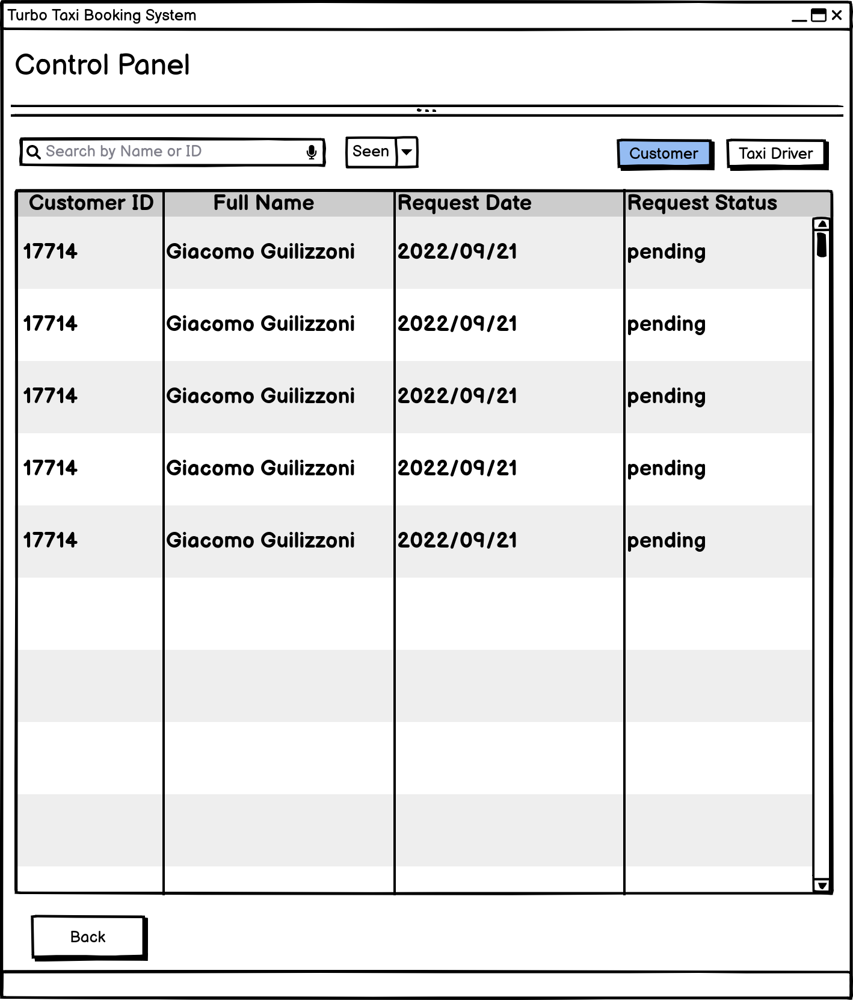 Turbo Taxi Booking System
Control Panel
Search by Name or ID
Seen
Customer
Taxi Driver
Customer ID Full Name Request Date Request Status
17714 Giacomo Guilizzoni 2022/09/21 pending
17714 Giacomo Guilizzoni 2022/09/21 pending
17714 Giacomo Guilizzoni 2022/09/21 pending
17714 Giacomo Guilizzoni 2022/09/21 pending
17714 Giacomo Guilizzoni 2022/09/21 pending
Back